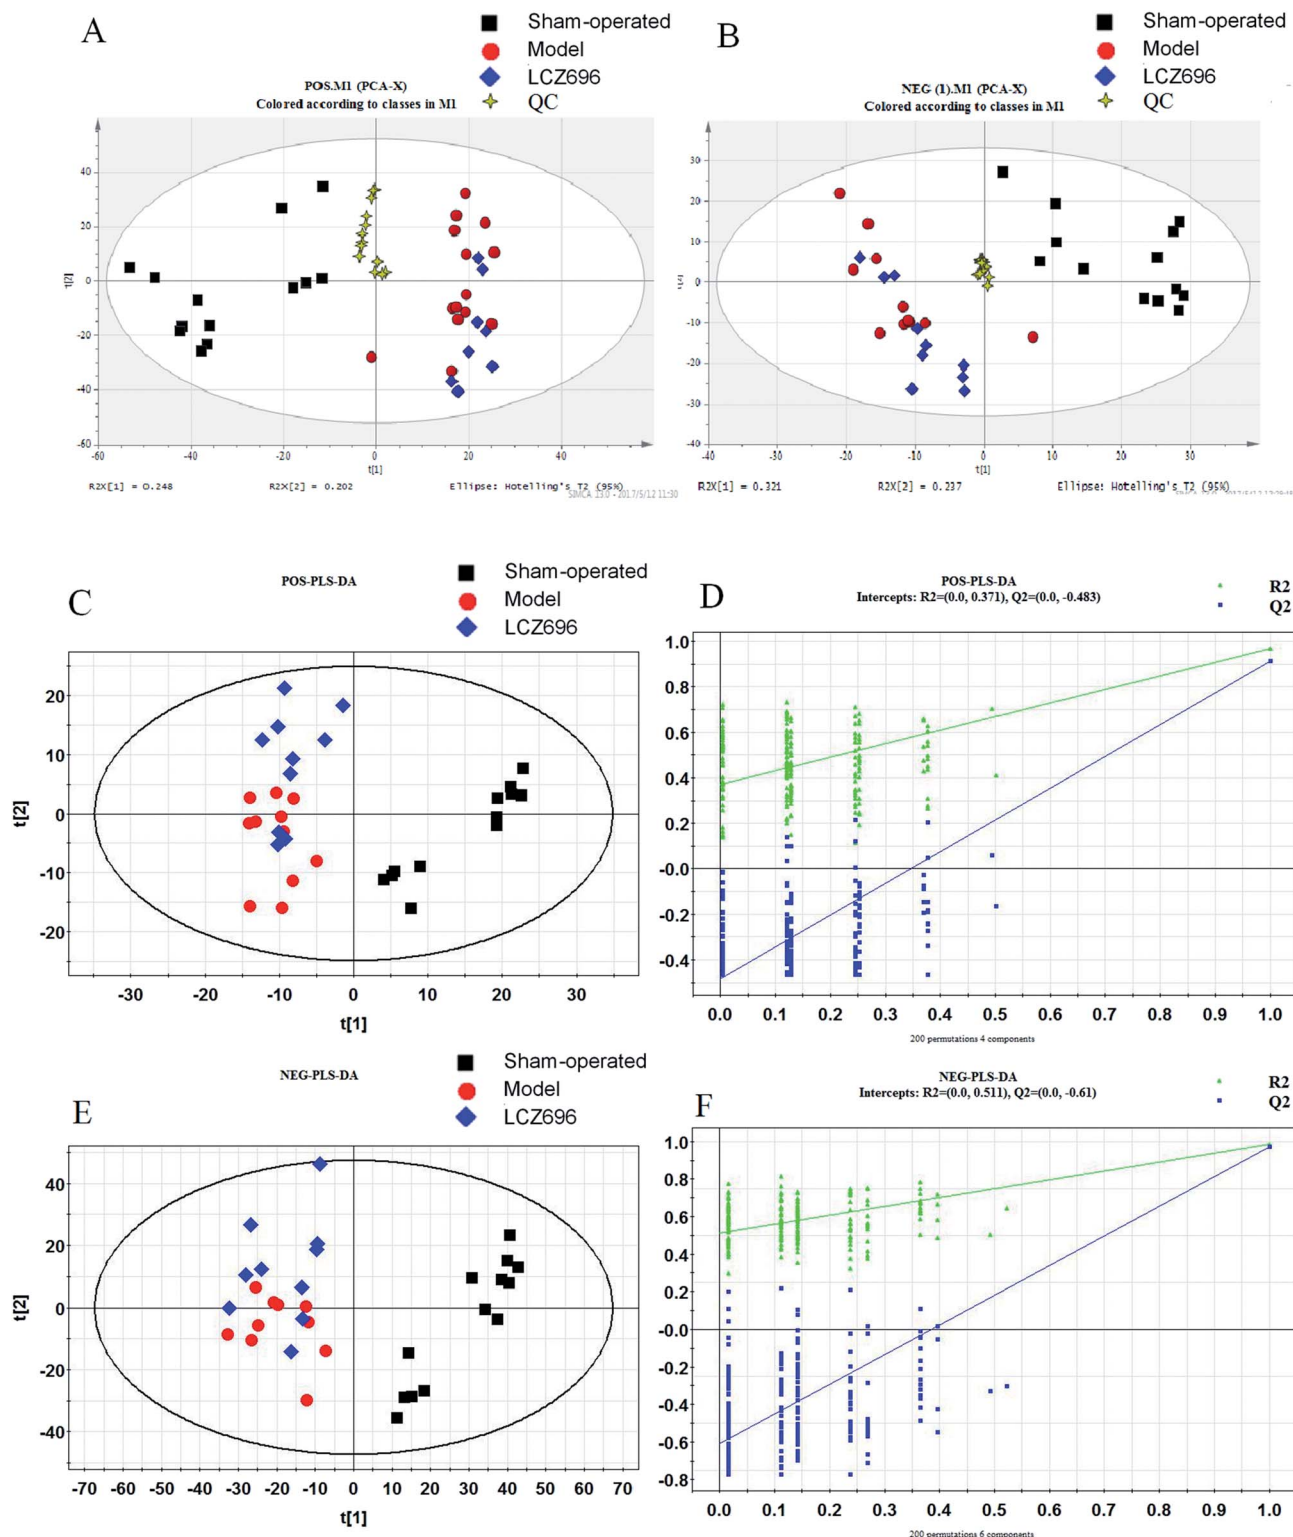 A
Sham-operated
Model
LCZ696
QC
POS.M1 (PCA-X)
Colored according to classes in M1
40
20
0
-20
-40
-60
t[2]
-60
-40
-20
0
20
40
t[1]
R2X[1] = 0.248
R2X[2] = 0.202
Ellipse: Hotelling's T2 (95%)
SIMCA 13.0 - 2017/5/12 11:30
B
Sham-operated
Model
LCZ696
QC
NEG (1).M1 (PCA-X)
Colored according to classes in M1
30
20
10
0
-10
-20
-30
-40
t[2]
-40
-30
-20
-10
0
10
20
30
t[1]
R2X[1] = 0.321
R2X[2] = 0.237
Ellipse: Hotelling's T2 (95%)
C
POS-PLS-DA
Sham-operated
Model
LCZ696
20
10
0
-10
-20
t[2]
-30
-20
-10
0
10
20
30
t[1]
D
POS-PLS-DA
Intercepts: R2=(0.0, 0.371), Q2=(0.0, -0.483)
R2
Q2
1.0
0.8
0.6
0.4
0.2
-0.0
-0.2
-0.4
0.0
0.1
0.2
0.3
0.4
0.5
0.6
0.7
0.8
0.9
1.0
200 permutations 4 components
E
NEG-PLS-DA
Sham-operated
Model
LCZ696
40
20
0
-20
-40
t[2]
-70
-60
-50
-40
-30
-20
-10
0
10
20
30
40
50
60
70
t[1]
F
NEG-PLS-DA
Intercepts: R2=(0.0, 0.511), Q2=(0.0, -0.61)
R2
Q2
1.0
0.8
0.6
0.4
0.2
-0.0
-0.2
-0.4
-0.6
-0.8
0.0
0.1
0.2
0.3
0.4
0.5
0.6
0.7
0.8
0.9
1.0
200 permutations 6 components